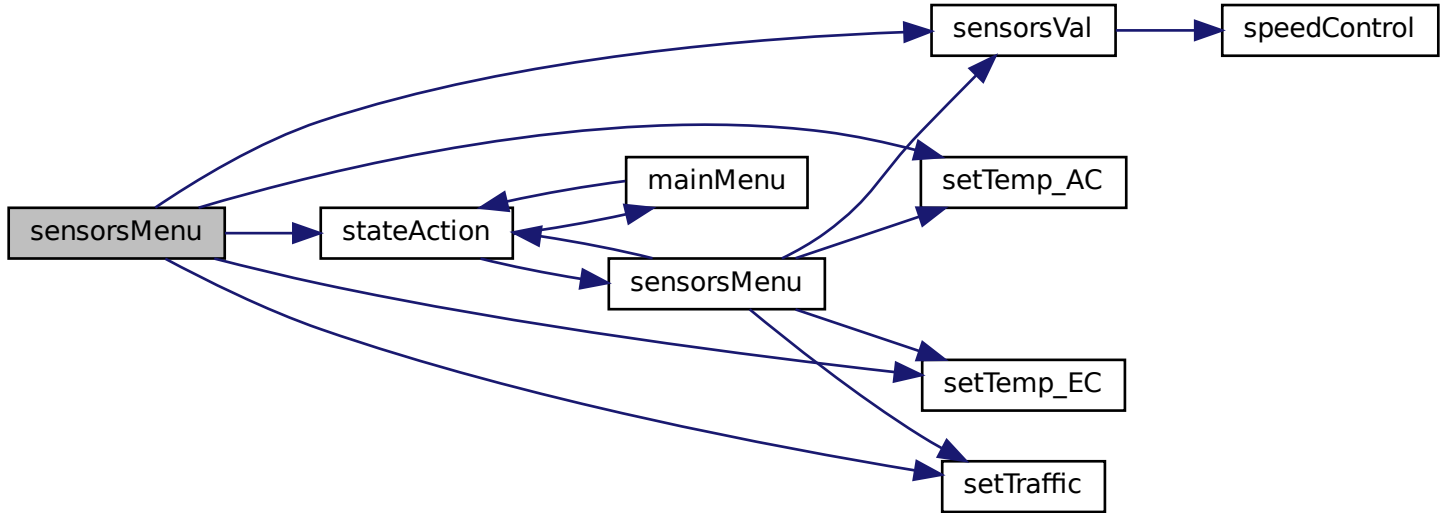 sensorsVal
speedControl
mainMenu
setTemp_AC
sensorsMenu
stateAction
sensorsMenu
setTemp_EC
setTraffic